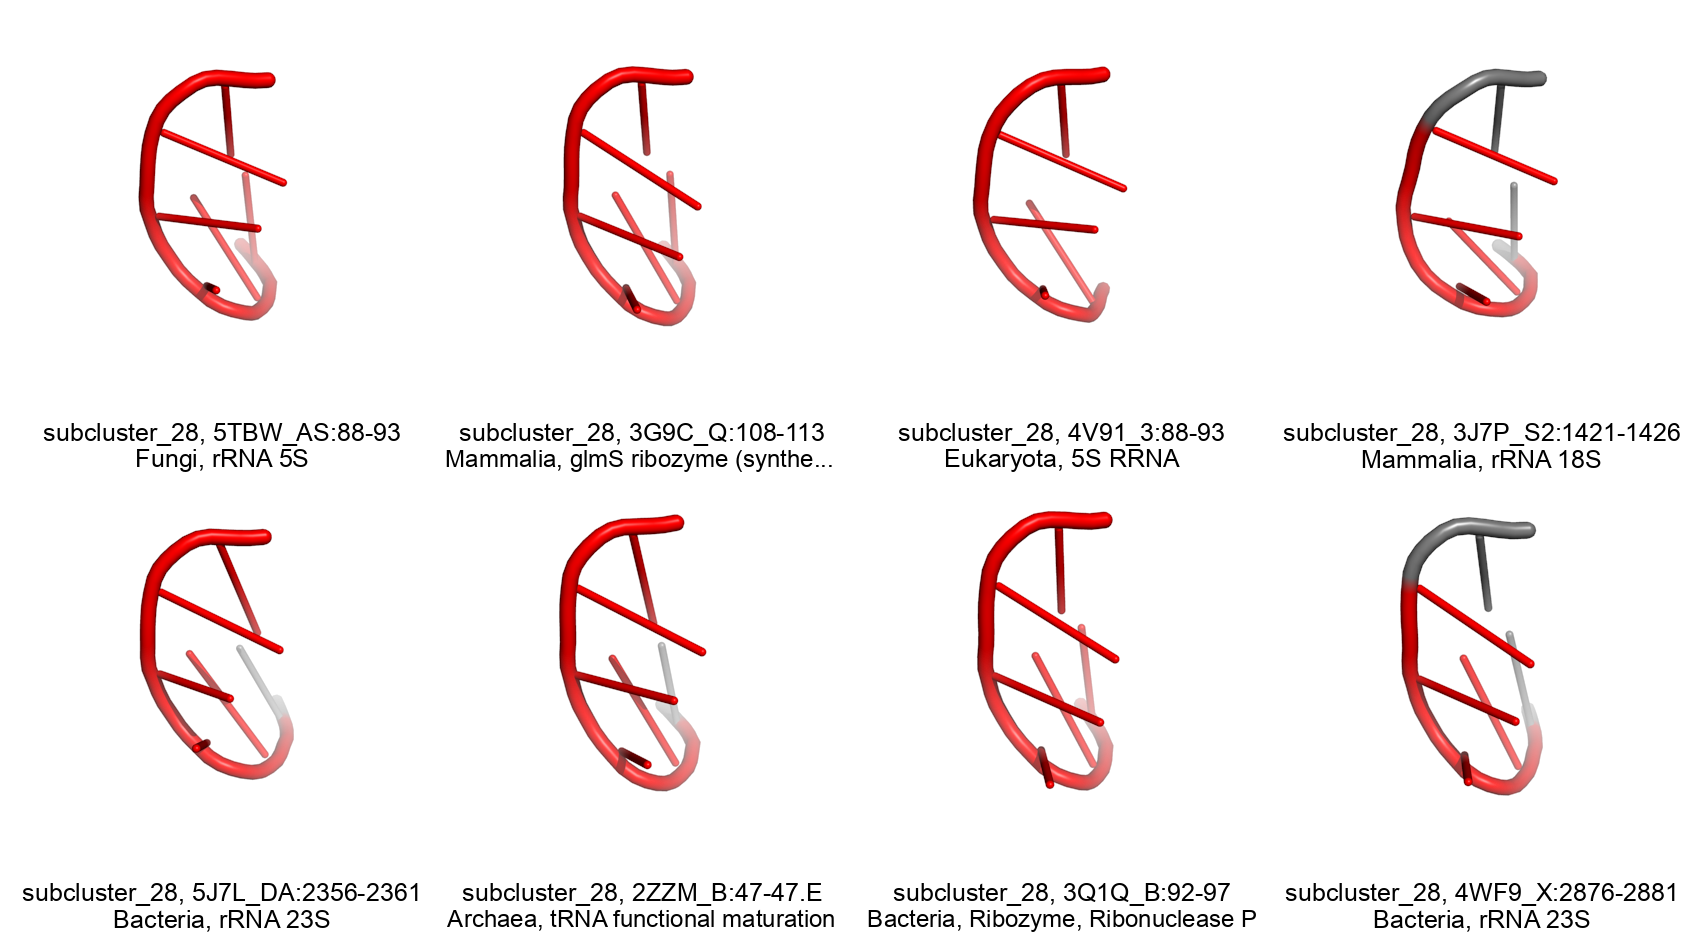 subcluster_28, 5TBW_AS:88-93
Fungi, rRNA 5S
subcluster_28, 3G9C_Q:108-113
Mammalia, glmS ribozyme (synthe...
subcluster_28, 4V91_3:88-93
Eukaryota, 5S RRNA
subcluster_28, 3J7P_S2:1421-1426
Mammalia, rRNA 18S
subcluster_28, 5J7L_DA:2356-2361
Bacteria, rRNA 23S
subcluster_28, 2ZZM_B:47-47.E
Archaea, tRNA functional maturation
subcluster_28, 3Q1Q_B:92-97
Bacteria, Ribozyme, Ribonuclease P
subcluster_28, 4WF9_X:2876-2881
Bacteria, rRNA 23S